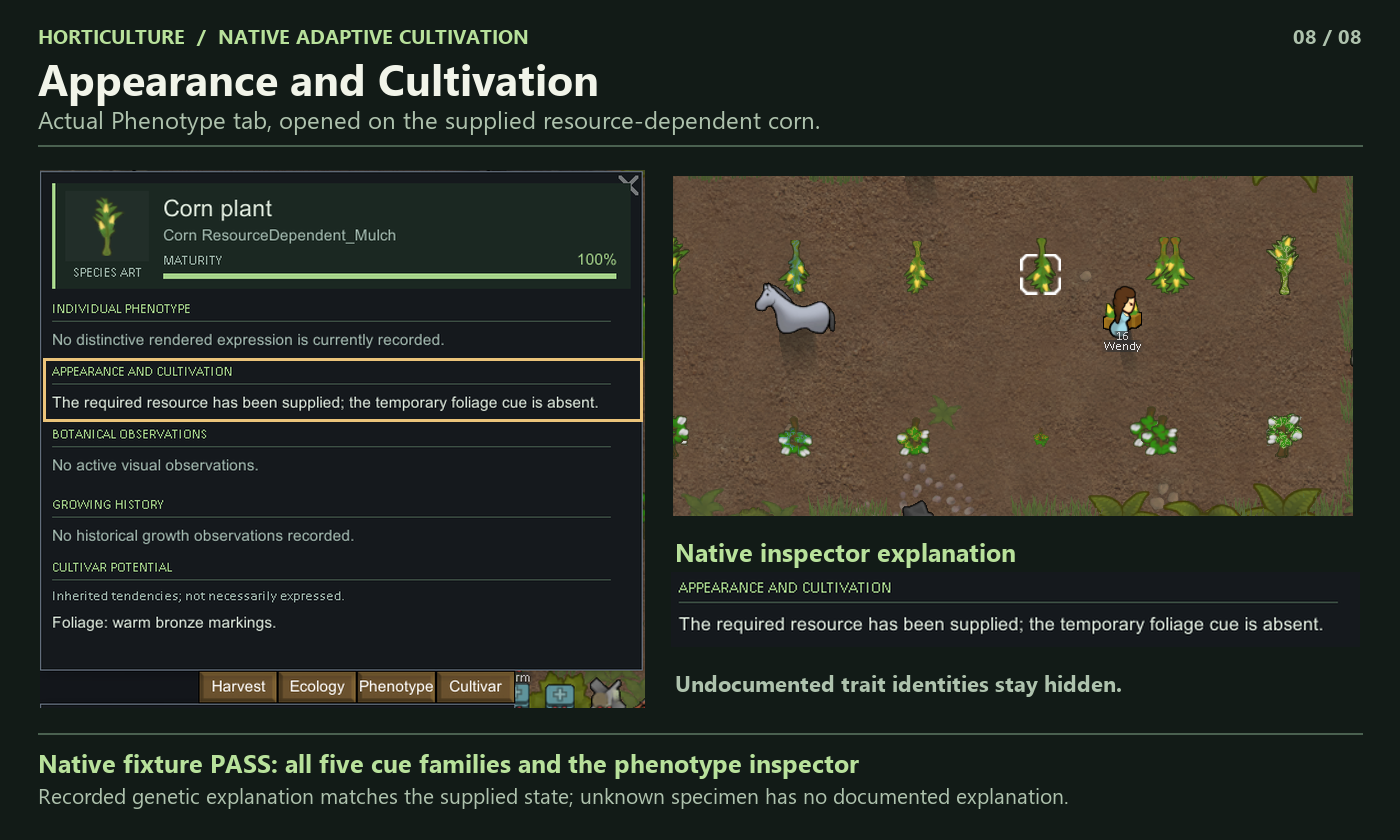 HORTICULTURE / NATIVE ADAPTIVE CULTIVATION
08 / 08
Appearance and Cultivation
Actual Phenotype tab, opened on the supplied resource-dependent corn.
Corn plant
Corn ResourceDependent_Mulch
MATURITY
100%
SPECIES ART
INDIVIDUAL PHENOTYPE
No distinctive rendered expression is currently recorded.
APPEARANCE AND CULTIVATION
The required resource has been supplied; the temporary foliage cue is absent.
BOTANICAL OBSERVATIONS
No active visual observations.
GROWING HISTORY
No historical growth observations recorded.
CULTIVAR POTENTIAL
Inherited tendencies; not necessarily expressed.
Foliage: warm bronze markings.
Harvest
Ecology
Phenotype
Cultivar
rm
16
Wendy
Native inspector explanation
APPEARANCE AND CULTIVATION
The required resource has been supplied; the temporary foliage cue is absent.
Undocumented trait identities stay hidden.
Native fixture PASS: all five cue families and the phenotype inspector
Recorded genetic explanation matches the supplied state; unknown specimen has no documented explanation.